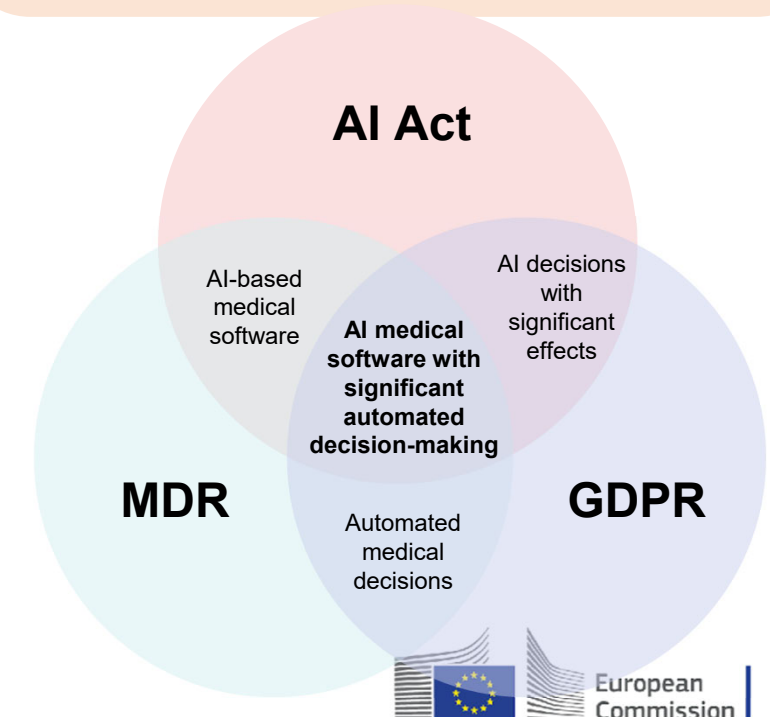 AI Act
AI-based
medical
software
AI decisions
with
significant
effects
AI medical
software with
significant
automated
decision-making
MDR
GDPR
Automated
medical
decisions
European
Commission